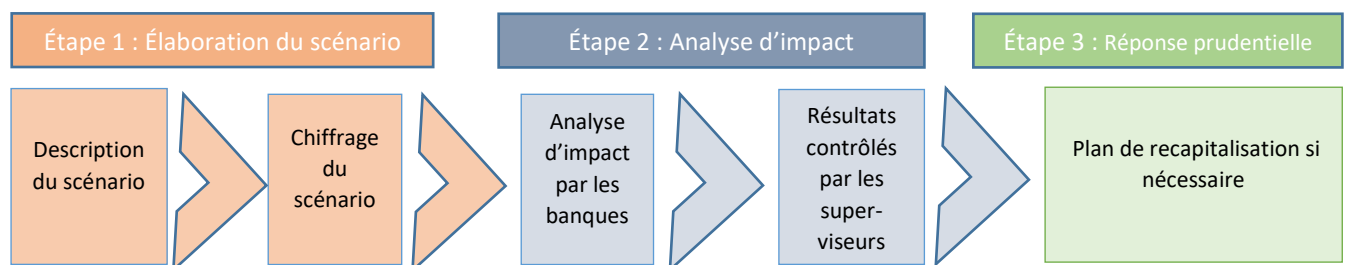 Étape 1 : Élaboration du scénario
Étape 2 : Analyse d’impact
Étape 3 : Réponse prudentielle
Description
du scénario
Chiffrage
du
scénario
Analyse
d’impact
par les
banques
Résultats
contrôlés
par les
super-
viseurs
Plan de recapitalisation si
nécessaire